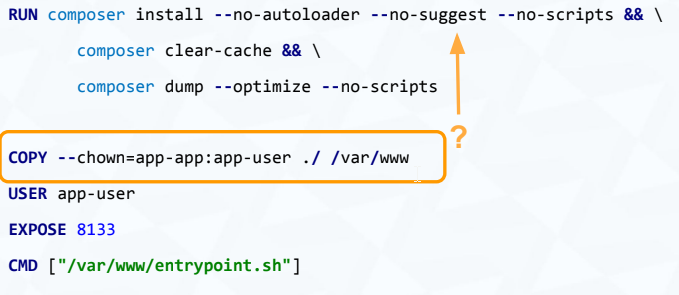 RUN composer install --no-autoloader --no-suggest --no-scripts && \
composer clear-cache && \
composer dump --optimize --no-scripts
?
COPY --chown=app-app:app-user ./ /var/www
USER app-user
EXPOSE 8133
CMD ["/var/www/entrypoint.sh"]